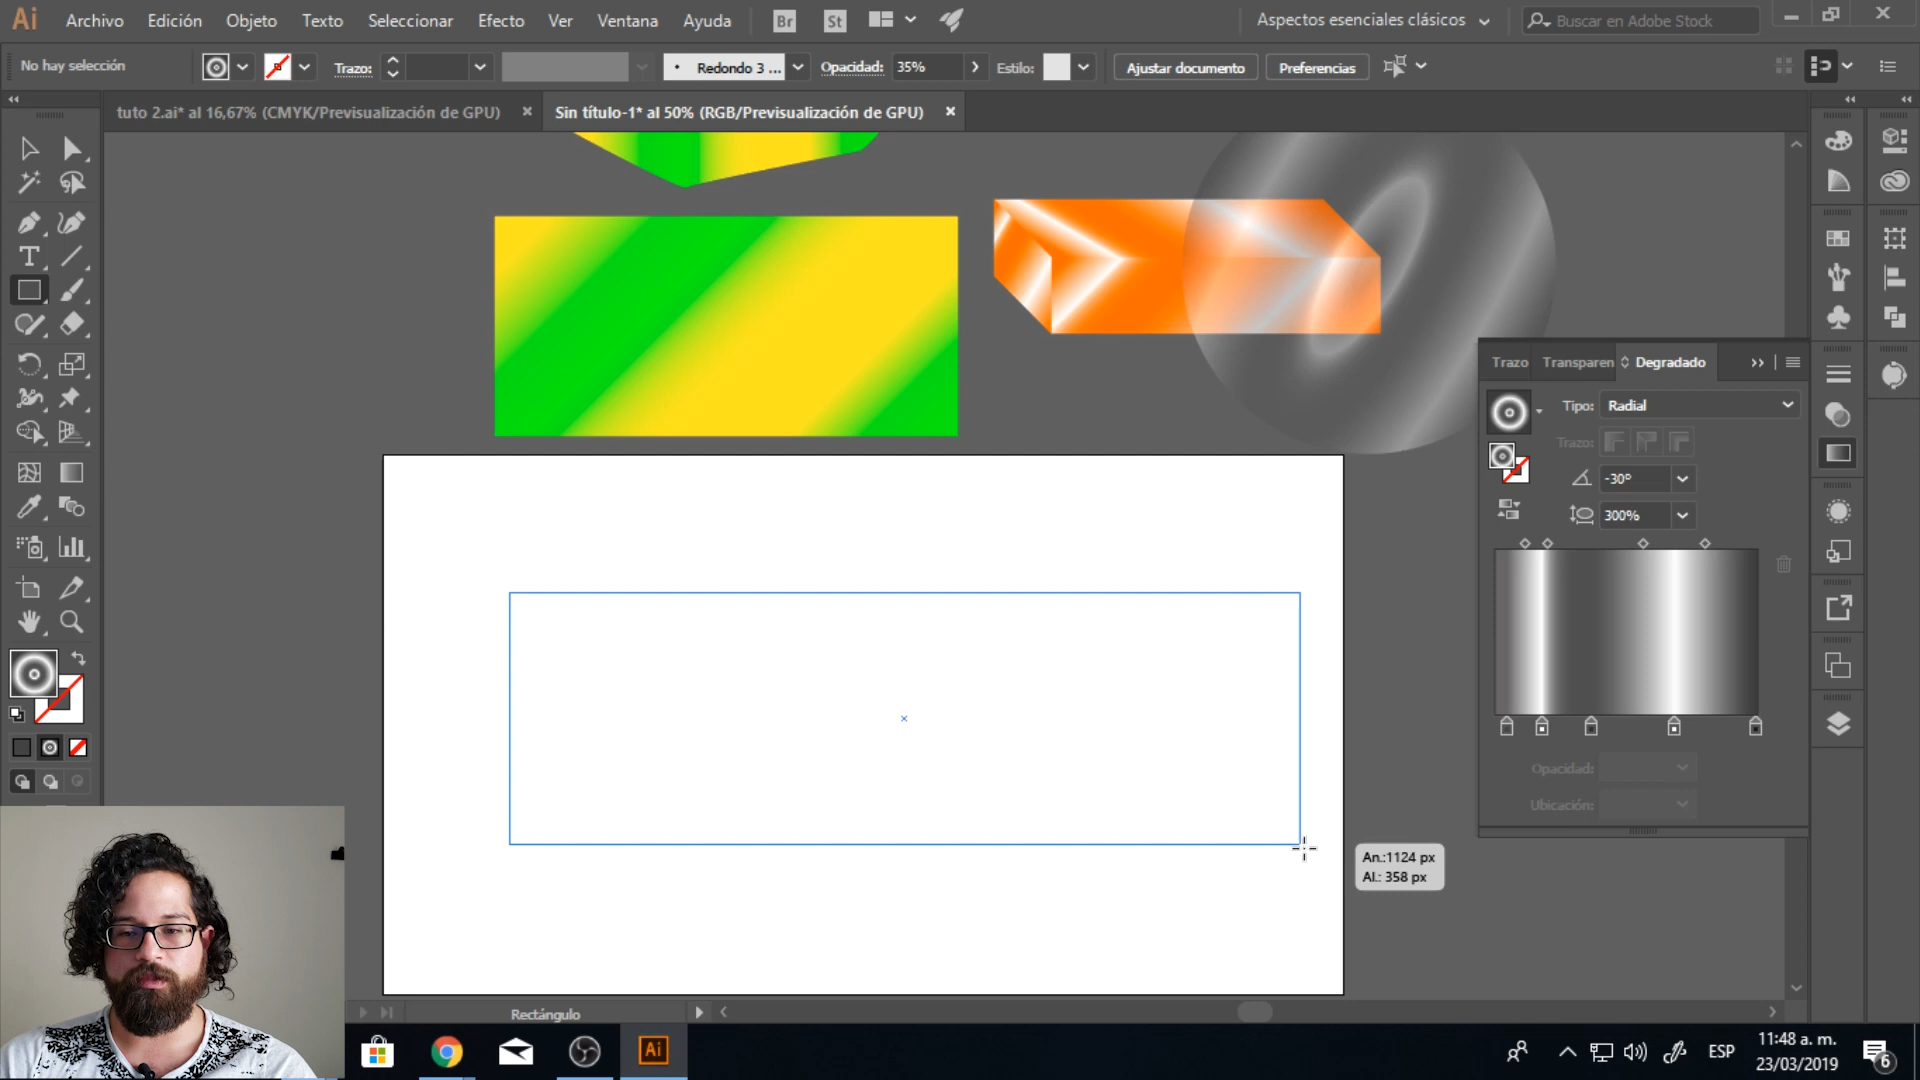 Ai Archivo Edición Objeto Texto Seleccionar Efecto Ver Ventana Ayuda Br St Aspectos esenciales clásicos Buscar en Adobe Stock
No hay selección Trazo: Redondo 3 ... Opacidad: 35% Estilo: Ajustar documento Preferencias
tuto 2.ai* al 16,67% (CMYK/Previsualización de GPU) × Sin título-1* al 50% (RGB/Previsualización de GPU) ×
Trazo Transparen Degradado
Tipo: Radial
Trazo:
-30°
300%
Opacidad:
Ubicación:
An.:1124 px
Al.: 358 px
Rectángulo
Ai
ESP
11:48 a. m.
23/03/2019
6